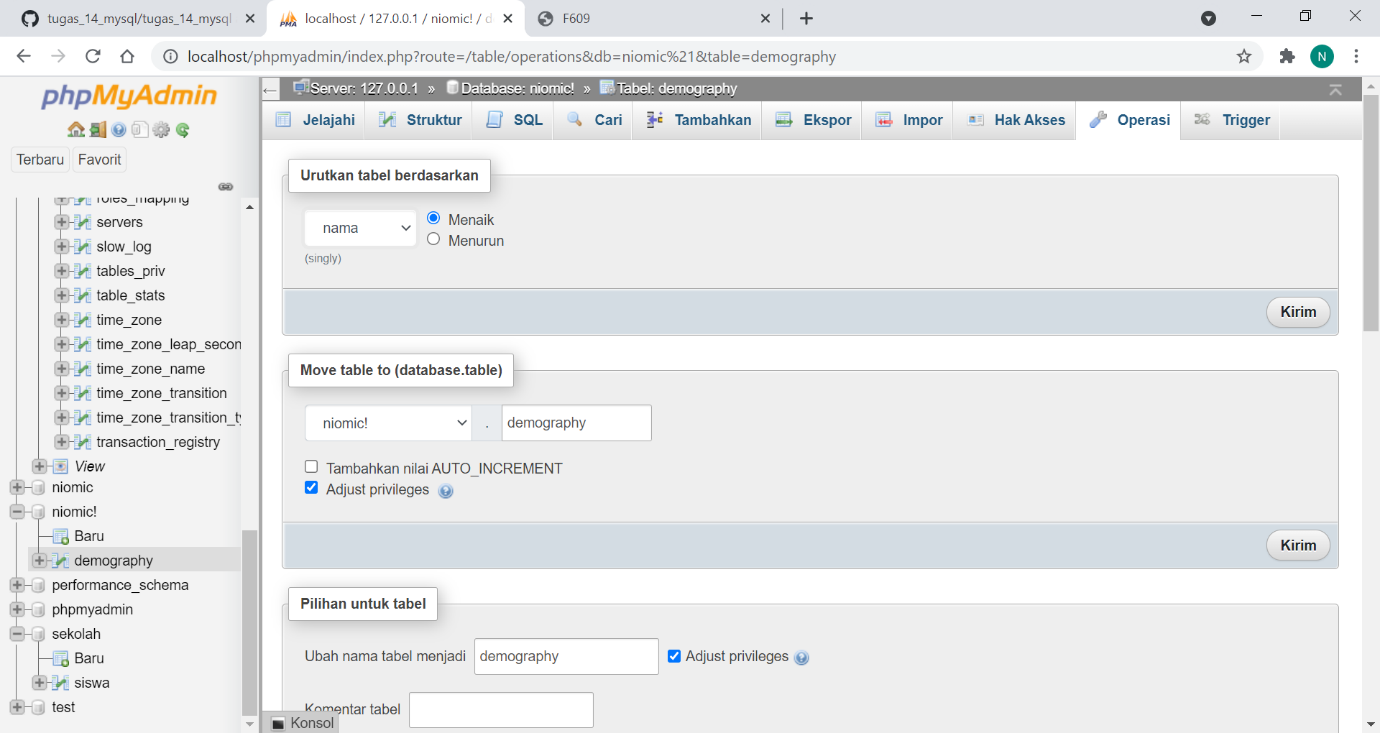 tugas_14_mysql/tugas_14_mysql
localhost / 127.0.0.1 / niomic! / d
F609
localhost/phpmyadmin/index.php?route=/table/operations&db=niomic%21&table=demography
N
phpMyAdmin
Terbaru Favorit
roles_mapping
servers
slow_log
tables_priv
table_stats
time_zone
time_zone_leap_secon
time_zone_name
time_zone_transition
time_zone_transition_ty
transaction_registry
View
niomic
niomic!
Baru
demography
performance_schema
phpmyadmin
sekolah
Baru
siswa
test
Server: 127.0.0.1 » Database: niomic! » Tabel: demography
Jelajahi Struktur SQL Cari Tambahkan Ekspor Impor Hak Akses Operasi Trigger
Urutkan tabel berdasarkan
nama
Menaik
Menurun
(singly)
Kirim
Move table to (database.table)
niomic! . demography
Tambahkan nilai AUTO_INCREMENT
Adjust privileges
Kirim
Pilihan untuk tabel
Ubah nama tabel menjadi demography Adjust privileges
Komentar tabel
Konsol